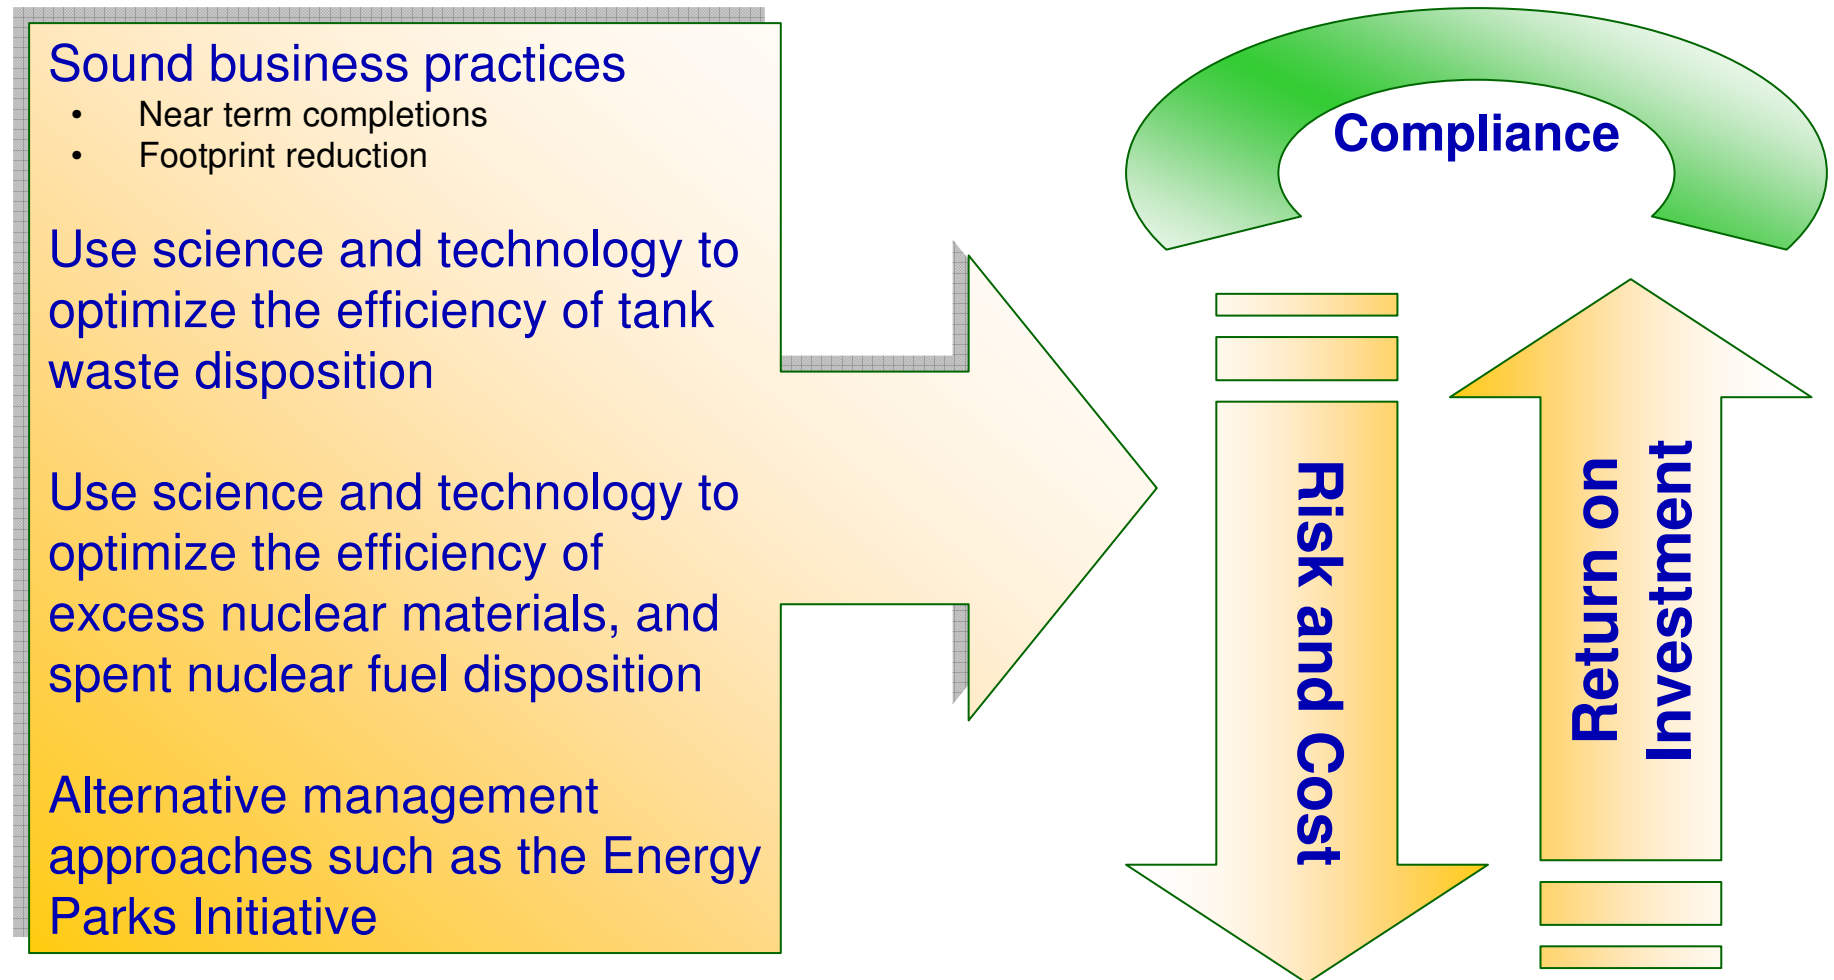 Sound business practices
• Near term completions
• Footprint reduction
Use science and technology to
optimize the efficiency of tank
waste disposition
Use science and technology to
optimize the efficiency of
excess nuclear materials, and
spent nuclear fuel disposition
Alternative management
approaches such as the Energy
Parks Initiative
Compliance
Risk and Cost
Return on
Investment